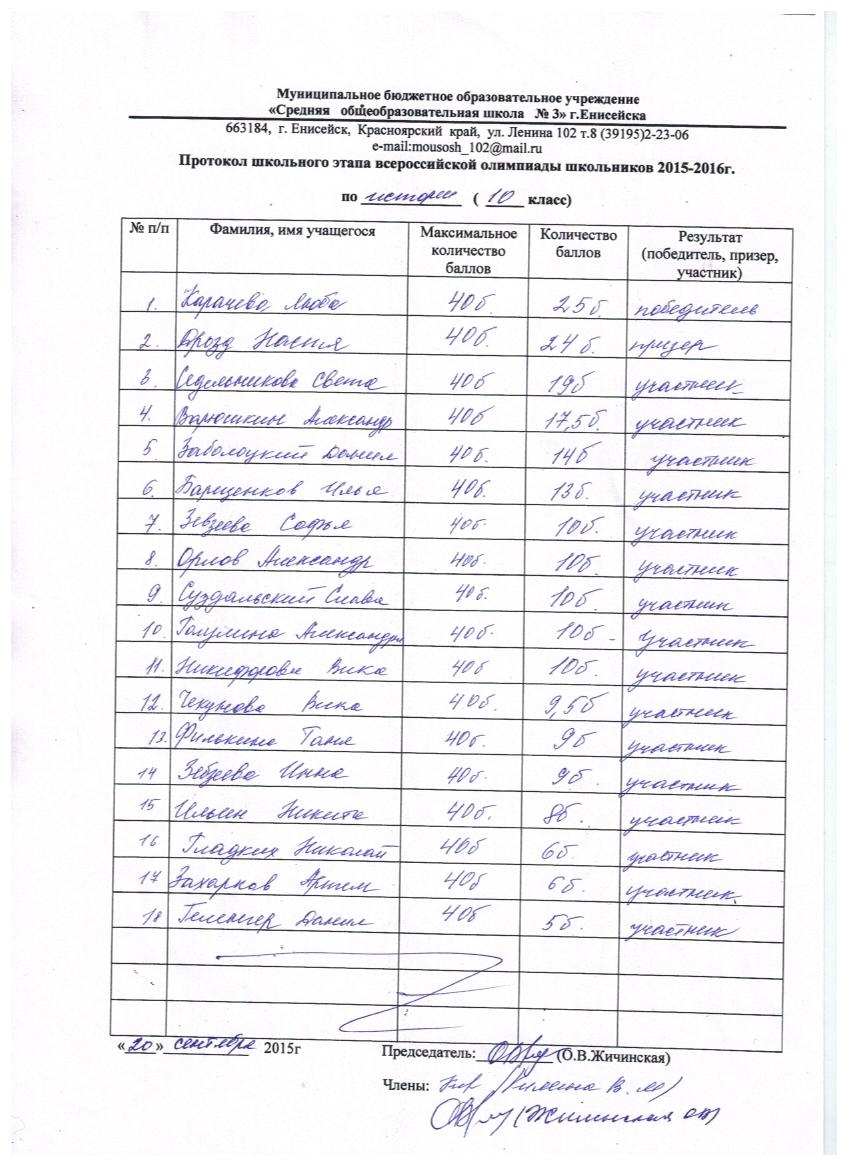 Муниципальное бюджетное образовательное учреждение
«Средняя общеобразовательная школа № 3» г.Енисейска
663184, г. Енисейск, Красноярский край, ул. Ленина 102 т.8 (39195)2-23-06
e-mail:mousosh_102@mail.ru
Протокол школьного этапа всероссийской олимпиады школьников 2015-2016г.
по истории ( 10 класс)
№ п/п Фамилия, имя учащегося Максимальное количество баллов Количество баллов Результат (победитель, призер, участник)
1. Карачева Люба 40б. 25б. победитель
2. Дрозд Настя 40б. 24б. призер
3. Седельникова Света 40б 19б участник
4. Варюшкин Александр 40б 17,5б. участник
5. Заболоцкий Данил 40б. 14б участник
6. Барщенков Илья 40б. 13б. участник
7. Зебзеева Софья 40б. 10б. участник
8. Орлов Александр 40б. 10б. участник
9. Суздальский Слава 40б. 10б. участник
10. Александра 40б. 10б - Участник
11. Никифорова Вика 40б 10б. участник
12. Чекунова Вика 40б. 9,5б участник
13. Филькина Таня 40б. 9б участник
14 Зебзеева Инна 40б. 9б. участник
15 Ильин Никита 40б. 8б. участник
16 Гладких Николай 40б 6б. участник
17 Захарков Артем 40б 6б. участник.
18 Данил 40б 5б. участник
«20» сентября 2015г Председатель: (О.В.Жичинская)
Члены: В. М)
(Жичинская ОВ)